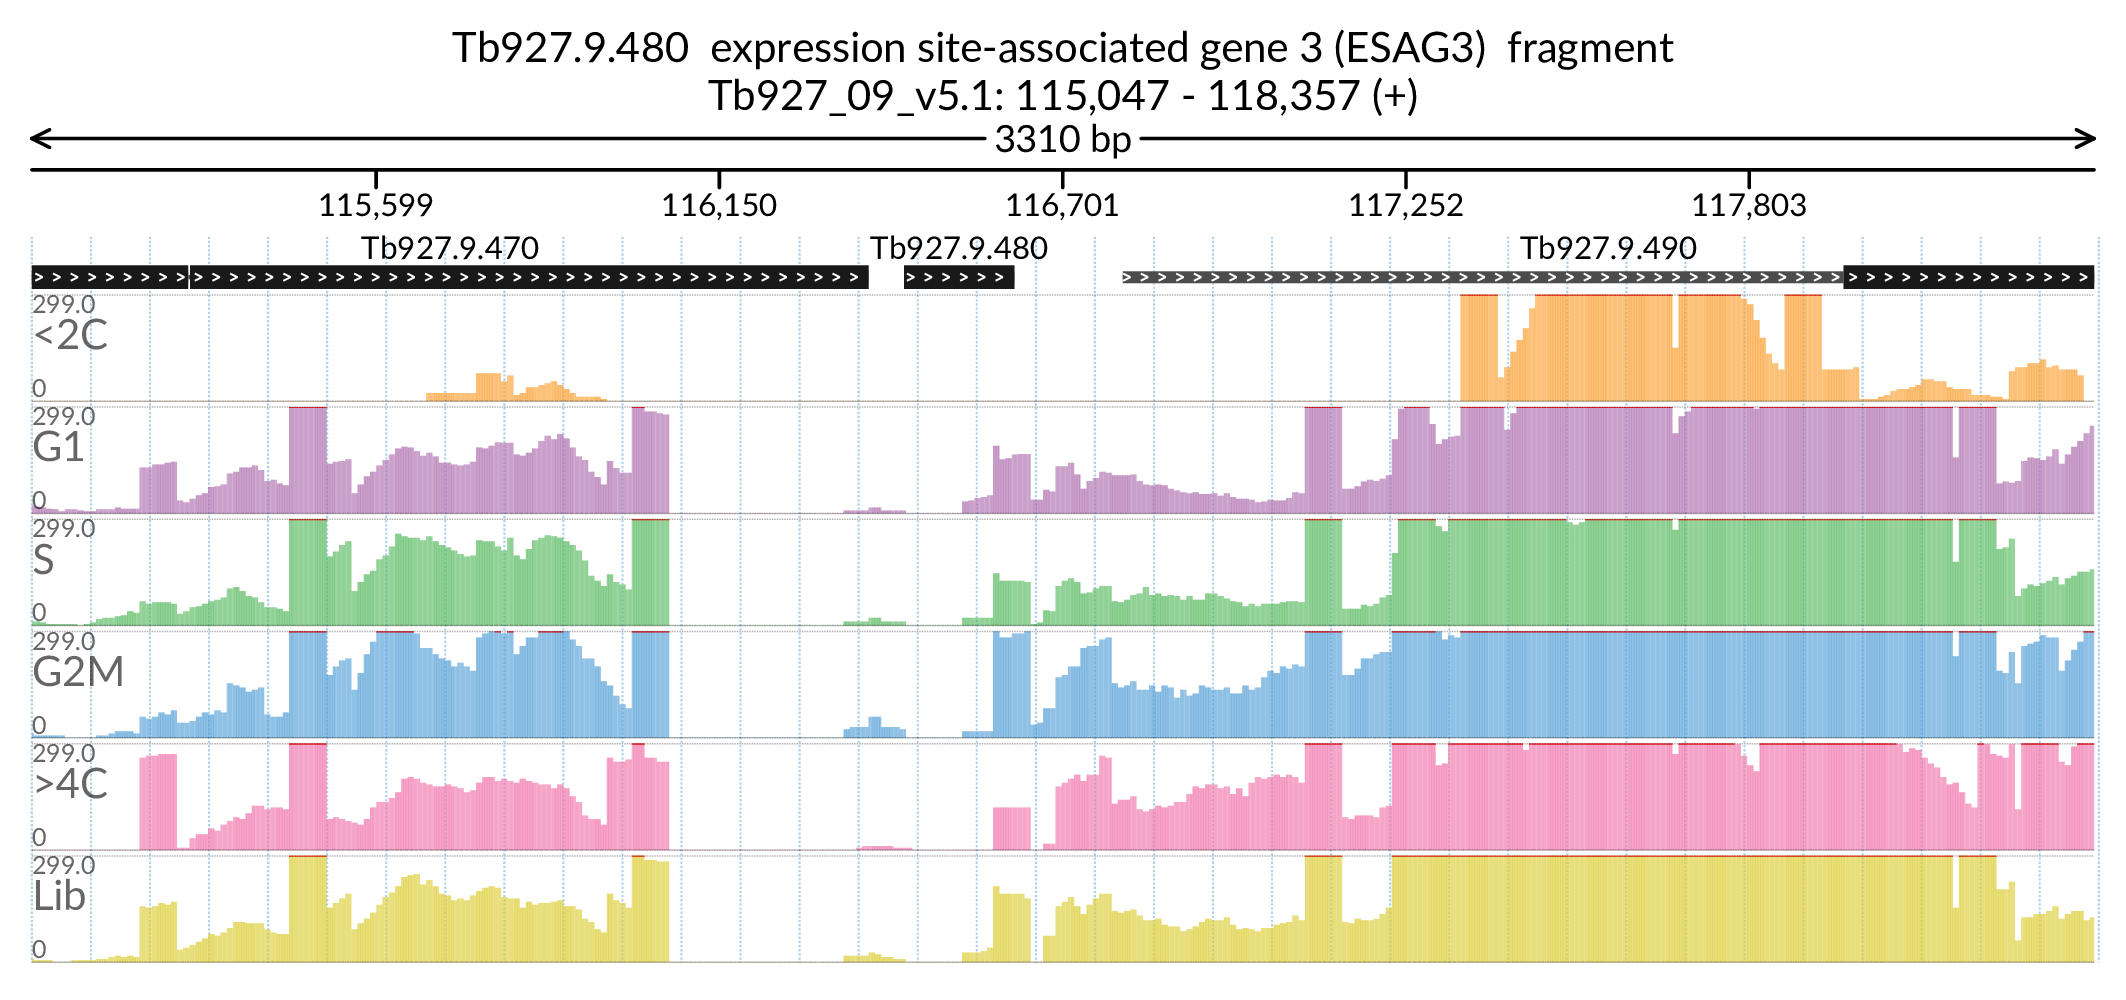 Tb927.9.480 expression site-associated gene 3 (ESAG3) fragment
Tb927_09_v5.1: 115,047 - 118,357 (+)
3310 bp
115,599 116,150 116,701 117,252 117,803
Tb927.9.470 Tb927.9.480 Tb927.9.490
299.0
<2C
0
299.0
G1
0
299.0
S
0
299.0
G2M
0
299.0
>4C
0
299.0
Lib
0